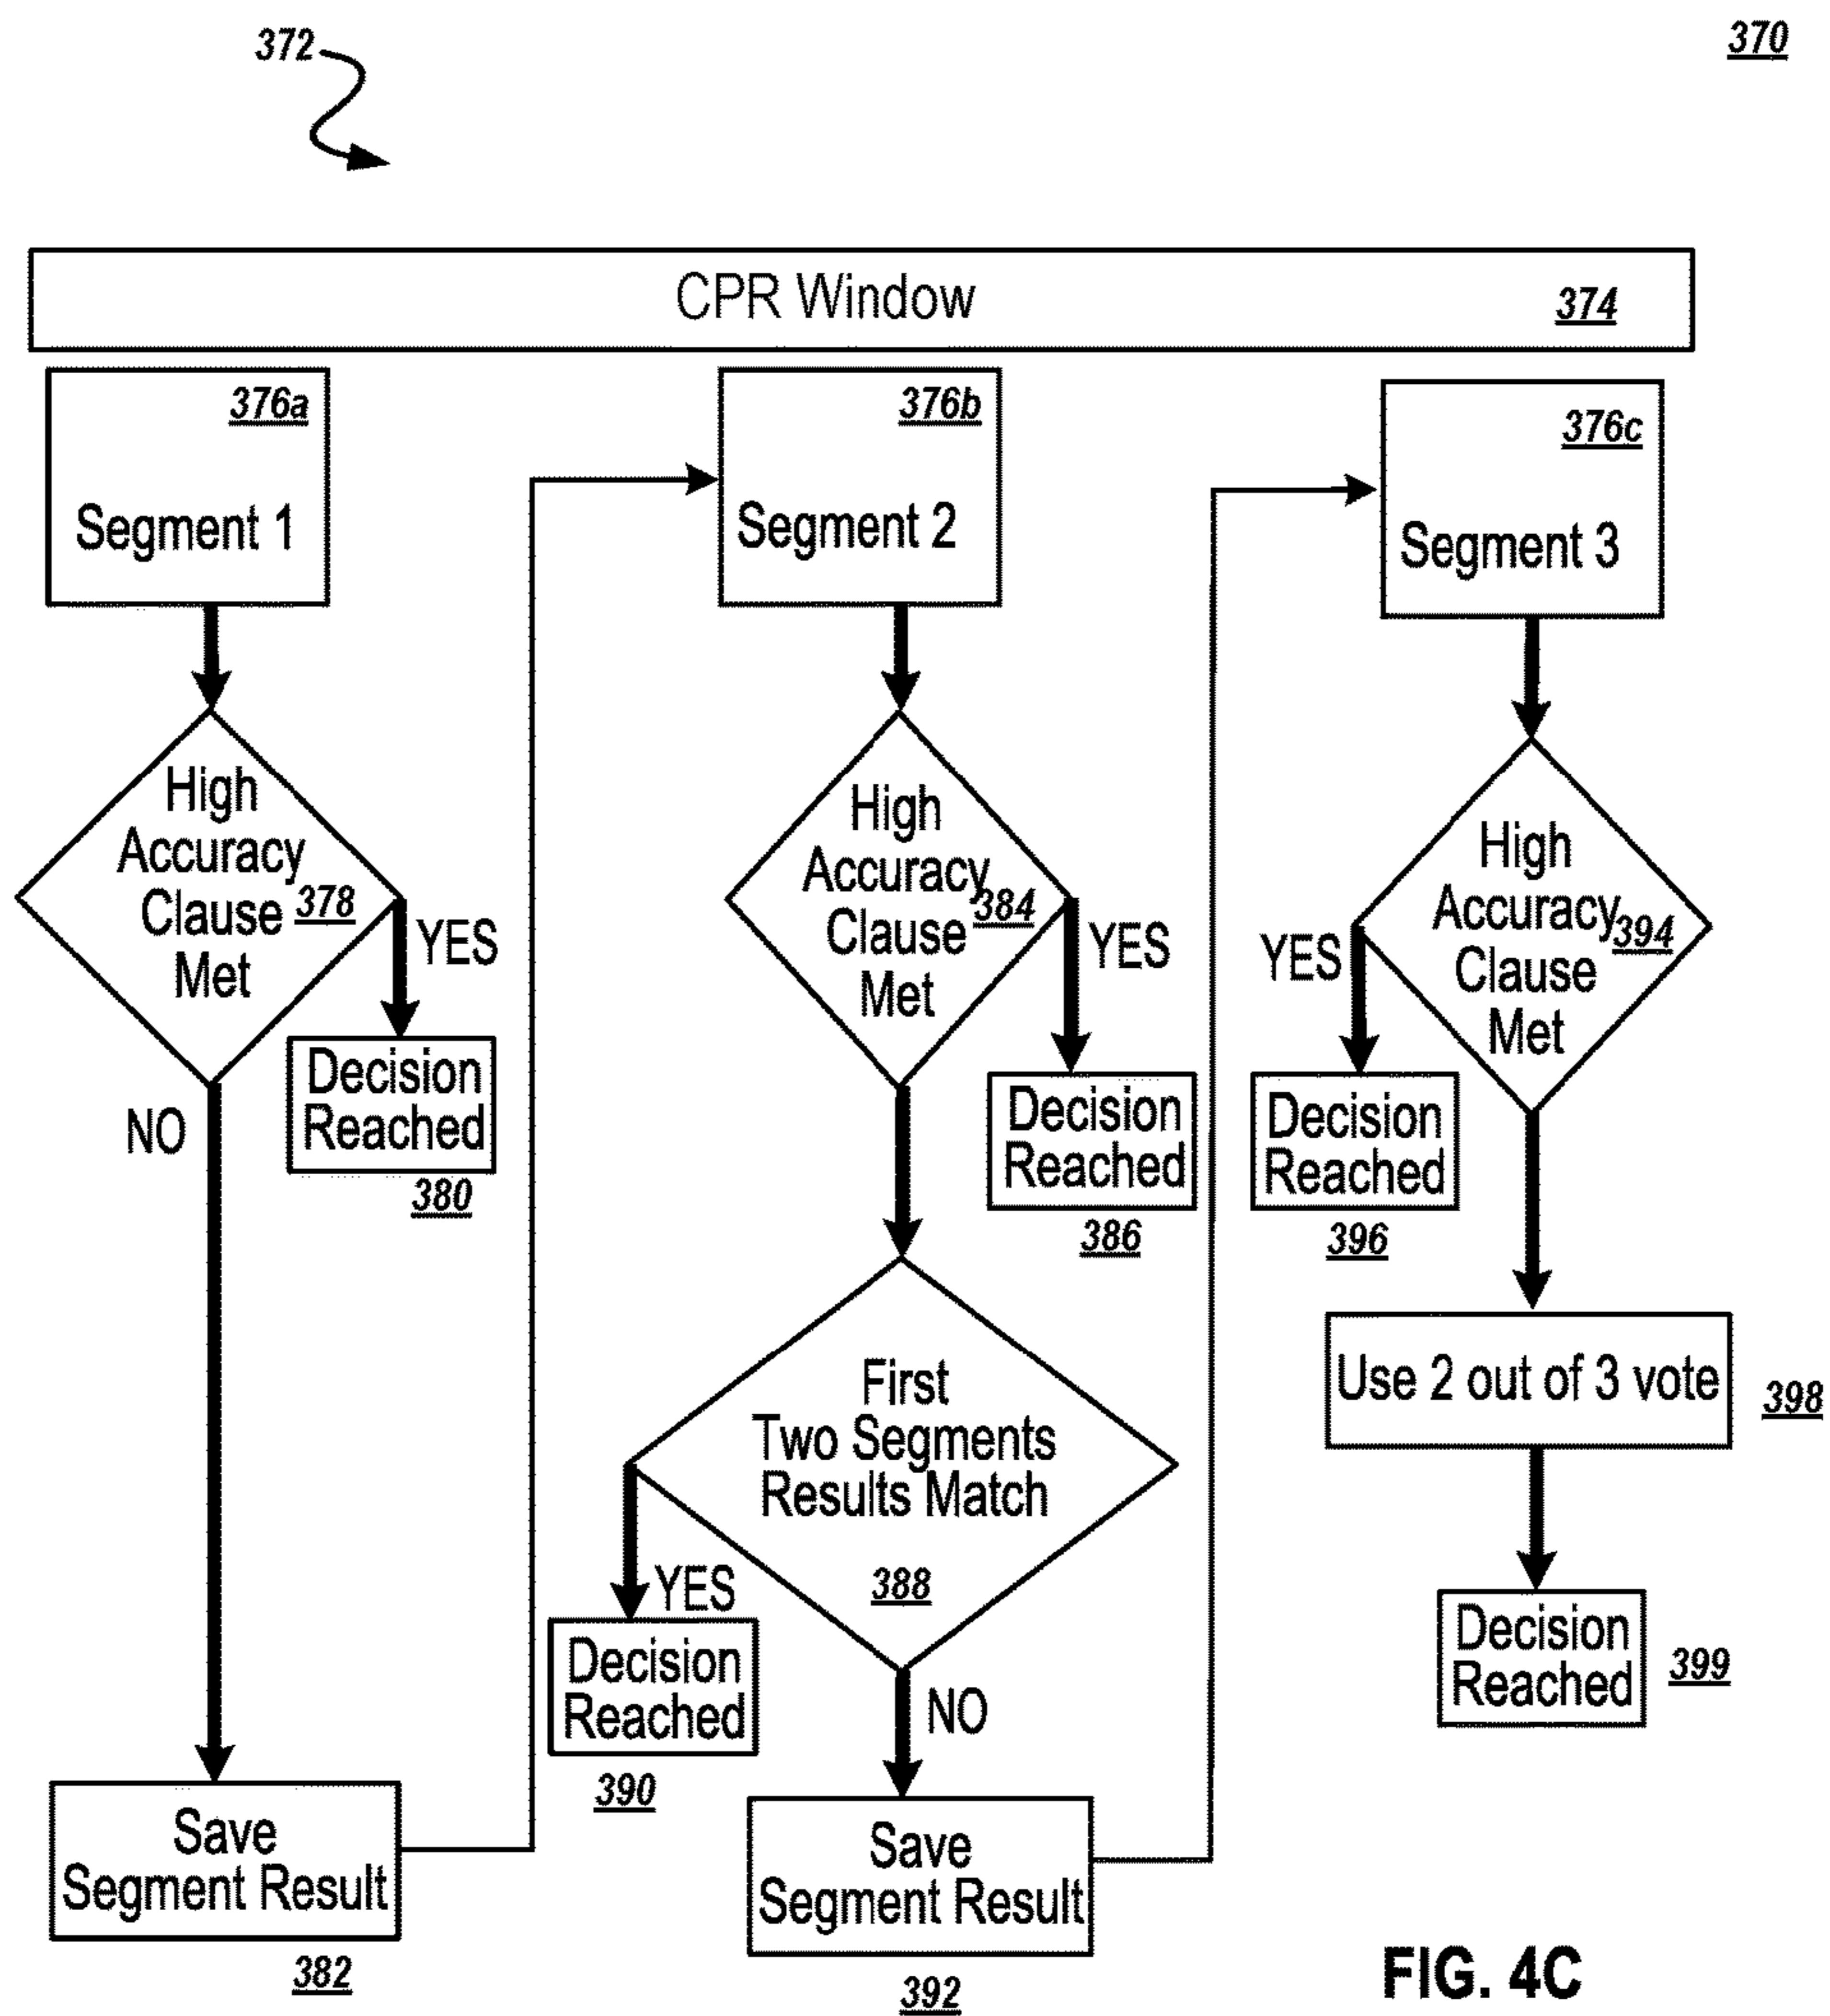 372
370
CPR Window
374
376a
Segment 1
High
Accuracy
Clause
Met
378
YES
Decision
Reached
380
NO
Save
Segment Result
382
376b
Segment 2
High
Accuracy
Clause
Met
384
YES
Decision
Reached
386
First
Two Segments
Results Match
388
YES
Decision
Reached
390
NO
Save
Segment Result
392
376c
Segment 3
High
Accuracy
Clause
Met
394
YES
Decision
Reached
396
Use 2 out of 3 vote
398
Decision
Reached
399
FIG. 4C